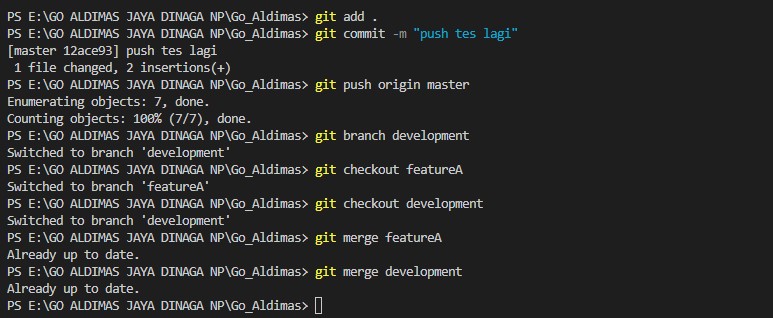 PS E:\GO ALDIMAS JAYA DINAGA NP\Go_Aldimas> git add .
PS E:\GO ALDIMAS JAYA DINAGA NP\Go_Aldimas> git commit -m "push tes lagi"
[master 12ace93] push tes lagi
 1 file changed, 2 insertions(+)
PS E:\GO ALDIMAS JAYA DINAGA NP\Go_Aldimas> git push origin master
Enumerating objects: 7, done.
Counting objects: 100% (7/7), done.
PS E:\GO ALDIMAS JAYA DINAGA NP\Go_Aldimas> git branch development
Switched to branch 'development'
PS E:\GO ALDIMAS JAYA DINAGA NP\Go_Aldimas> git checkout featureA
Switched to branch 'featureA'
PS E:\GO ALDIMAS JAYA DINAGA NP\Go_Aldimas> git checkout development
Switched to branch 'development'
PS E:\GO ALDIMAS JAYA DINAGA NP\Go_Aldimas> git merge featureA
Already up to date.
PS E:\GO ALDIMAS JAYA DINAGA NP\Go_Aldimas> git merge development
Already up to date.
PS E:\GO ALDIMAS JAYA DINAGA NP\Go_Aldimas>